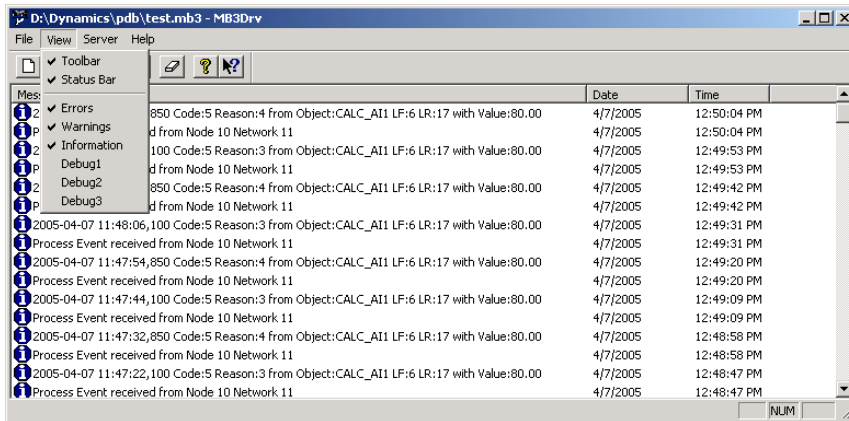 D:\Dynamics\pdb\test.mb3 - MB3Drv
File View Server Help
Toolbar
Status Bar
Errors
Warnings
Information
Debug1
Debug2
Debug3
Mes Date Time
2 850 Code:5 Reason:4 from Object:CALC_AI1 LF:6 LR:17 with Value:80.00 4/7/2005 12:50:04 PM
P d from Node 10 Network 11 4/7/2005 12:50:04 PM
2 100 Code:5 Reason:3 from Object:CALC_AI1 LF:6 LR:17 with Value:80.00 4/7/2005 12:49:53 PM
P d from Node 10 Network 11 4/7/2005 12:49:53 PM
2 850 Code:5 Reason:4 from Object:CALC_AI1 LF:6 LR:17 with Value:80.00 4/7/2005 12:49:42 PM
P d from Node 10 Network 11 4/7/2005 12:49:42 PM
2005-04-07 11:48:06,100 Code:5 Reason:3 from Object:CALC_AI1 LF:6 LR:17 with Value:80.00 4/7/2005 12:49:31 PM
Process Event received from Node 10 Network 11 4/7/2005 12:49:31 PM
2005-04-07 11:47:54,850 Code:5 Reason:4 from Object:CALC_AI1 LF:6 LR:17 with Value:80.00 4/7/2005 12:49:20 PM
Process Event received from Node 10 Network 11 4/7/2005 12:49:20 PM
2005-04-07 11:47:44,100 Code:5 Reason:3 from Object:CALC_AI1 LF:6 LR:17 with Value:80.00 4/7/2005 12:49:09 PM
Process Event received from Node 10 Network 11 4/7/2005 12:49:09 PM
2005-04-07 11:47:32,850 Code:5 Reason:4 from Object:CALC_AI1 LF:6 LR:17 with Value:80.00 4/7/2005 12:48:58 PM
Process Event received from Node 10 Network 11 4/7/2005 12:48:58 PM
2005-04-07 11:47:22,100 Code:5 Reason:3 from Object:CALC_AI1 LF:6 LR:17 with Value:80.00 4/7/2005 12:48:47 PM
Process Event received from Node 10 Network 11 4/7/2005 12:48:47 PM
NUM